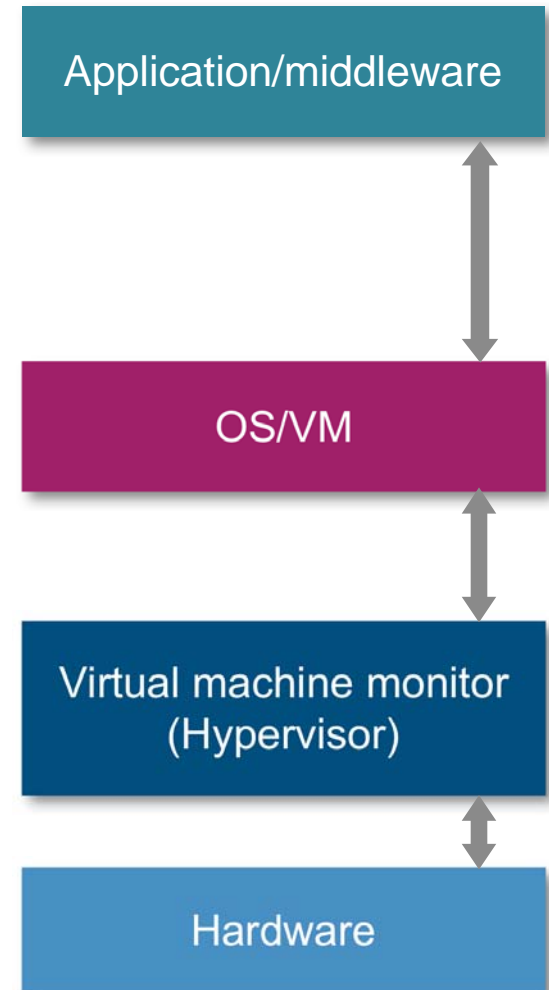 Application/middleware
OS/VM
Virtual machine monitor
(Hypervisor)
Hardware